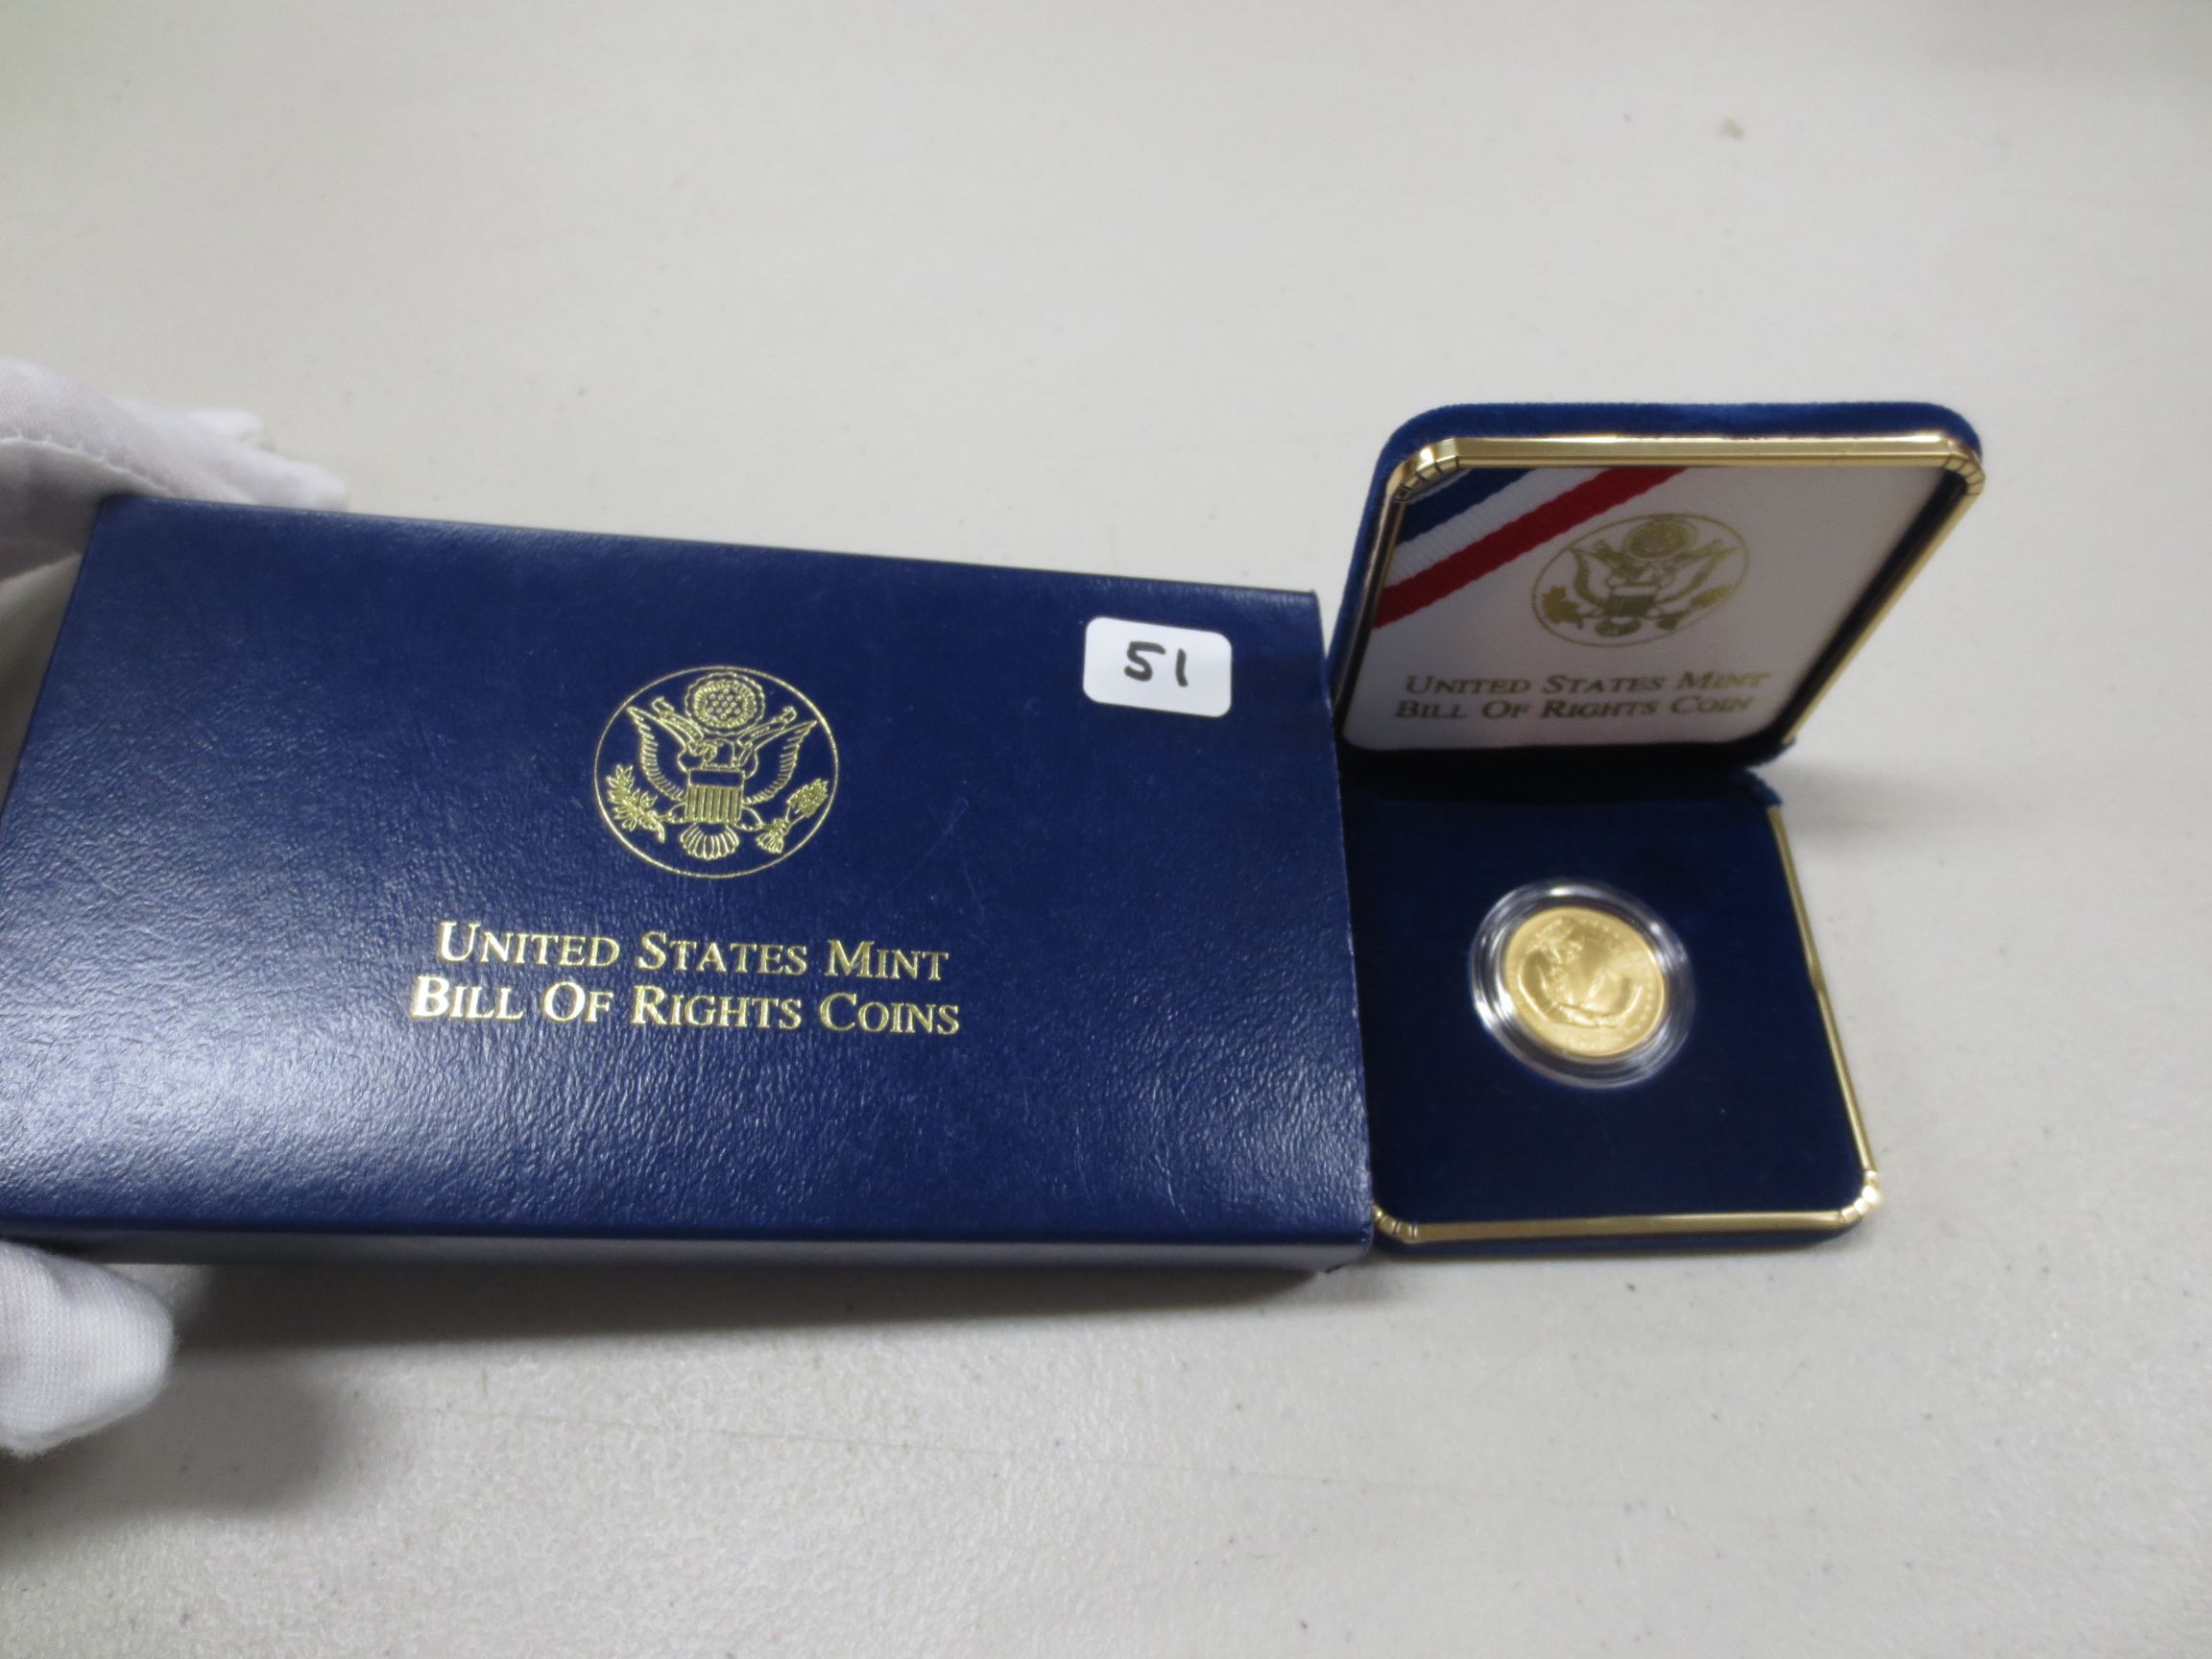 51
UNITED STATES MINT
BILL OF RIGHTS COINS
UNITED STATES MINT
BILL OF RIGHTS COIN